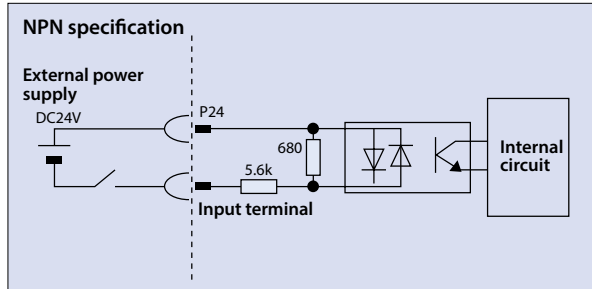 NPN specification
External power
supply
DC24V
P24
680
5.6k
Input terminal
Internal
circuit